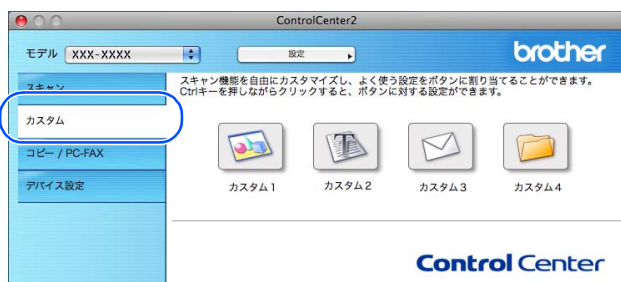 ControlCenter2
モデル XXX-XXXX 設定 brother
スキャン
スキャン機能を自由にカスタマイズし、よく使う設定をボタンに割り当てることができます。
Ctrlキーを押しながらクリックすると、ボタンに対する設定ができます。
カスタム
コピー / PC-FAX
デバイス設定
カスタム 1 カスタム 2 カスタム 3 カスタム 4
Control Center